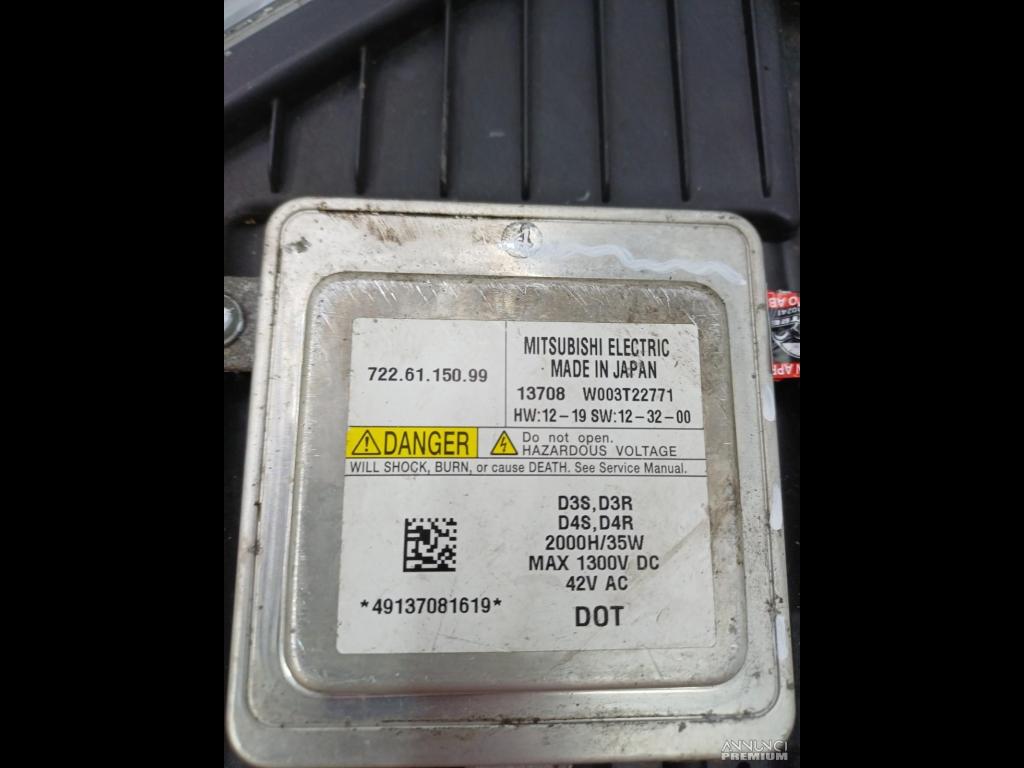 722.61.150.99
MITSUBISHI ELECTRIC
MADE IN JAPAN
13708 W003T22771
HW:12-19 SW:12-32-00
DANGER
Do not open.
HAZARDOUS VOLTAGE
WILL SHOCK, BURN, or cause DEATH. See Service Manual.
D3S,D3R
D4S,D4R
2000H/35W
MAX 1300V DC
42V AC
*49137081619*
DOT
ANNUNCI
PREMIUM